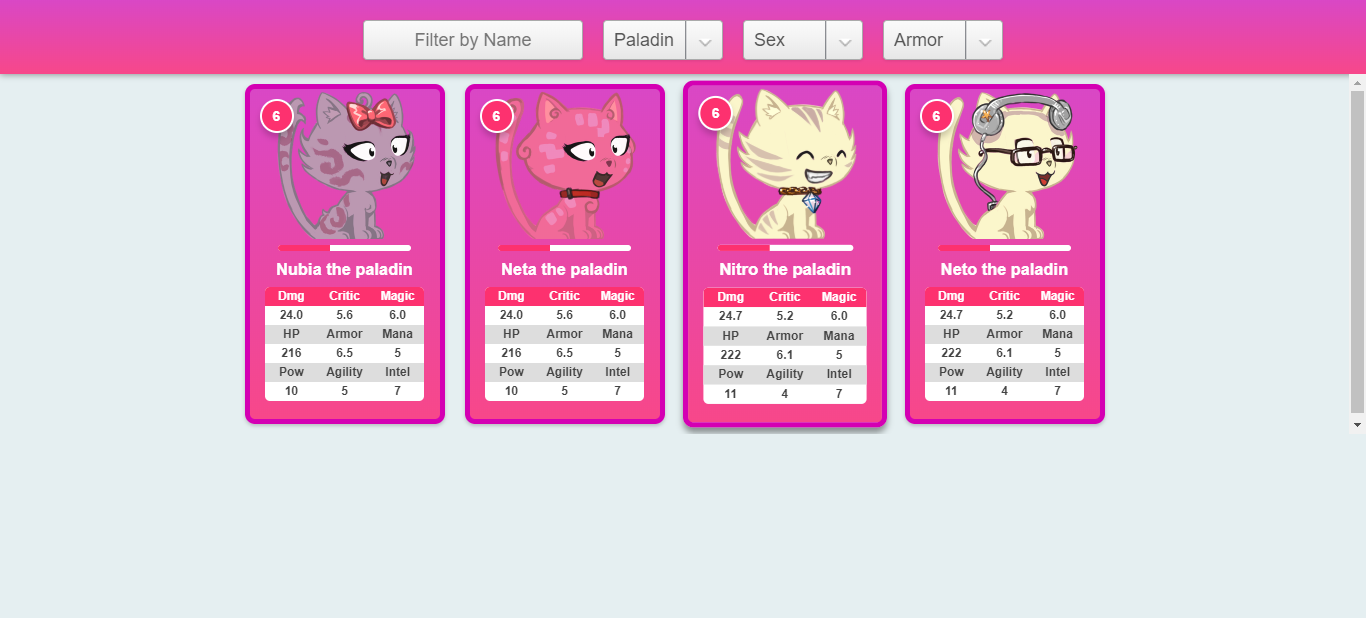 Filter by Name Paladin Sex Armor
6 6 6 6
Nubia the paladin Neta the paladin Nitro the paladin Neto the paladin
Dmg Critic Magic Dmg Critic Magic Dmg Critic Magic Dmg Critic Magic
24.0 5.6 6.0 24.0 5.6 6.0 24.7 5.2 6.0 24.7 5.2 6.0
HP Armor Mana HP Armor Mana HP Armor Mana HP Armor Mana
216 6.5 5 216 6.5 5 222 6.1 5 222 6.1 5
Pow Agility Intel Pow Agility Intel Pow Agility Intel Pow Agility Intel
10 5 7 10 5 7 11 4 7 11 4 7